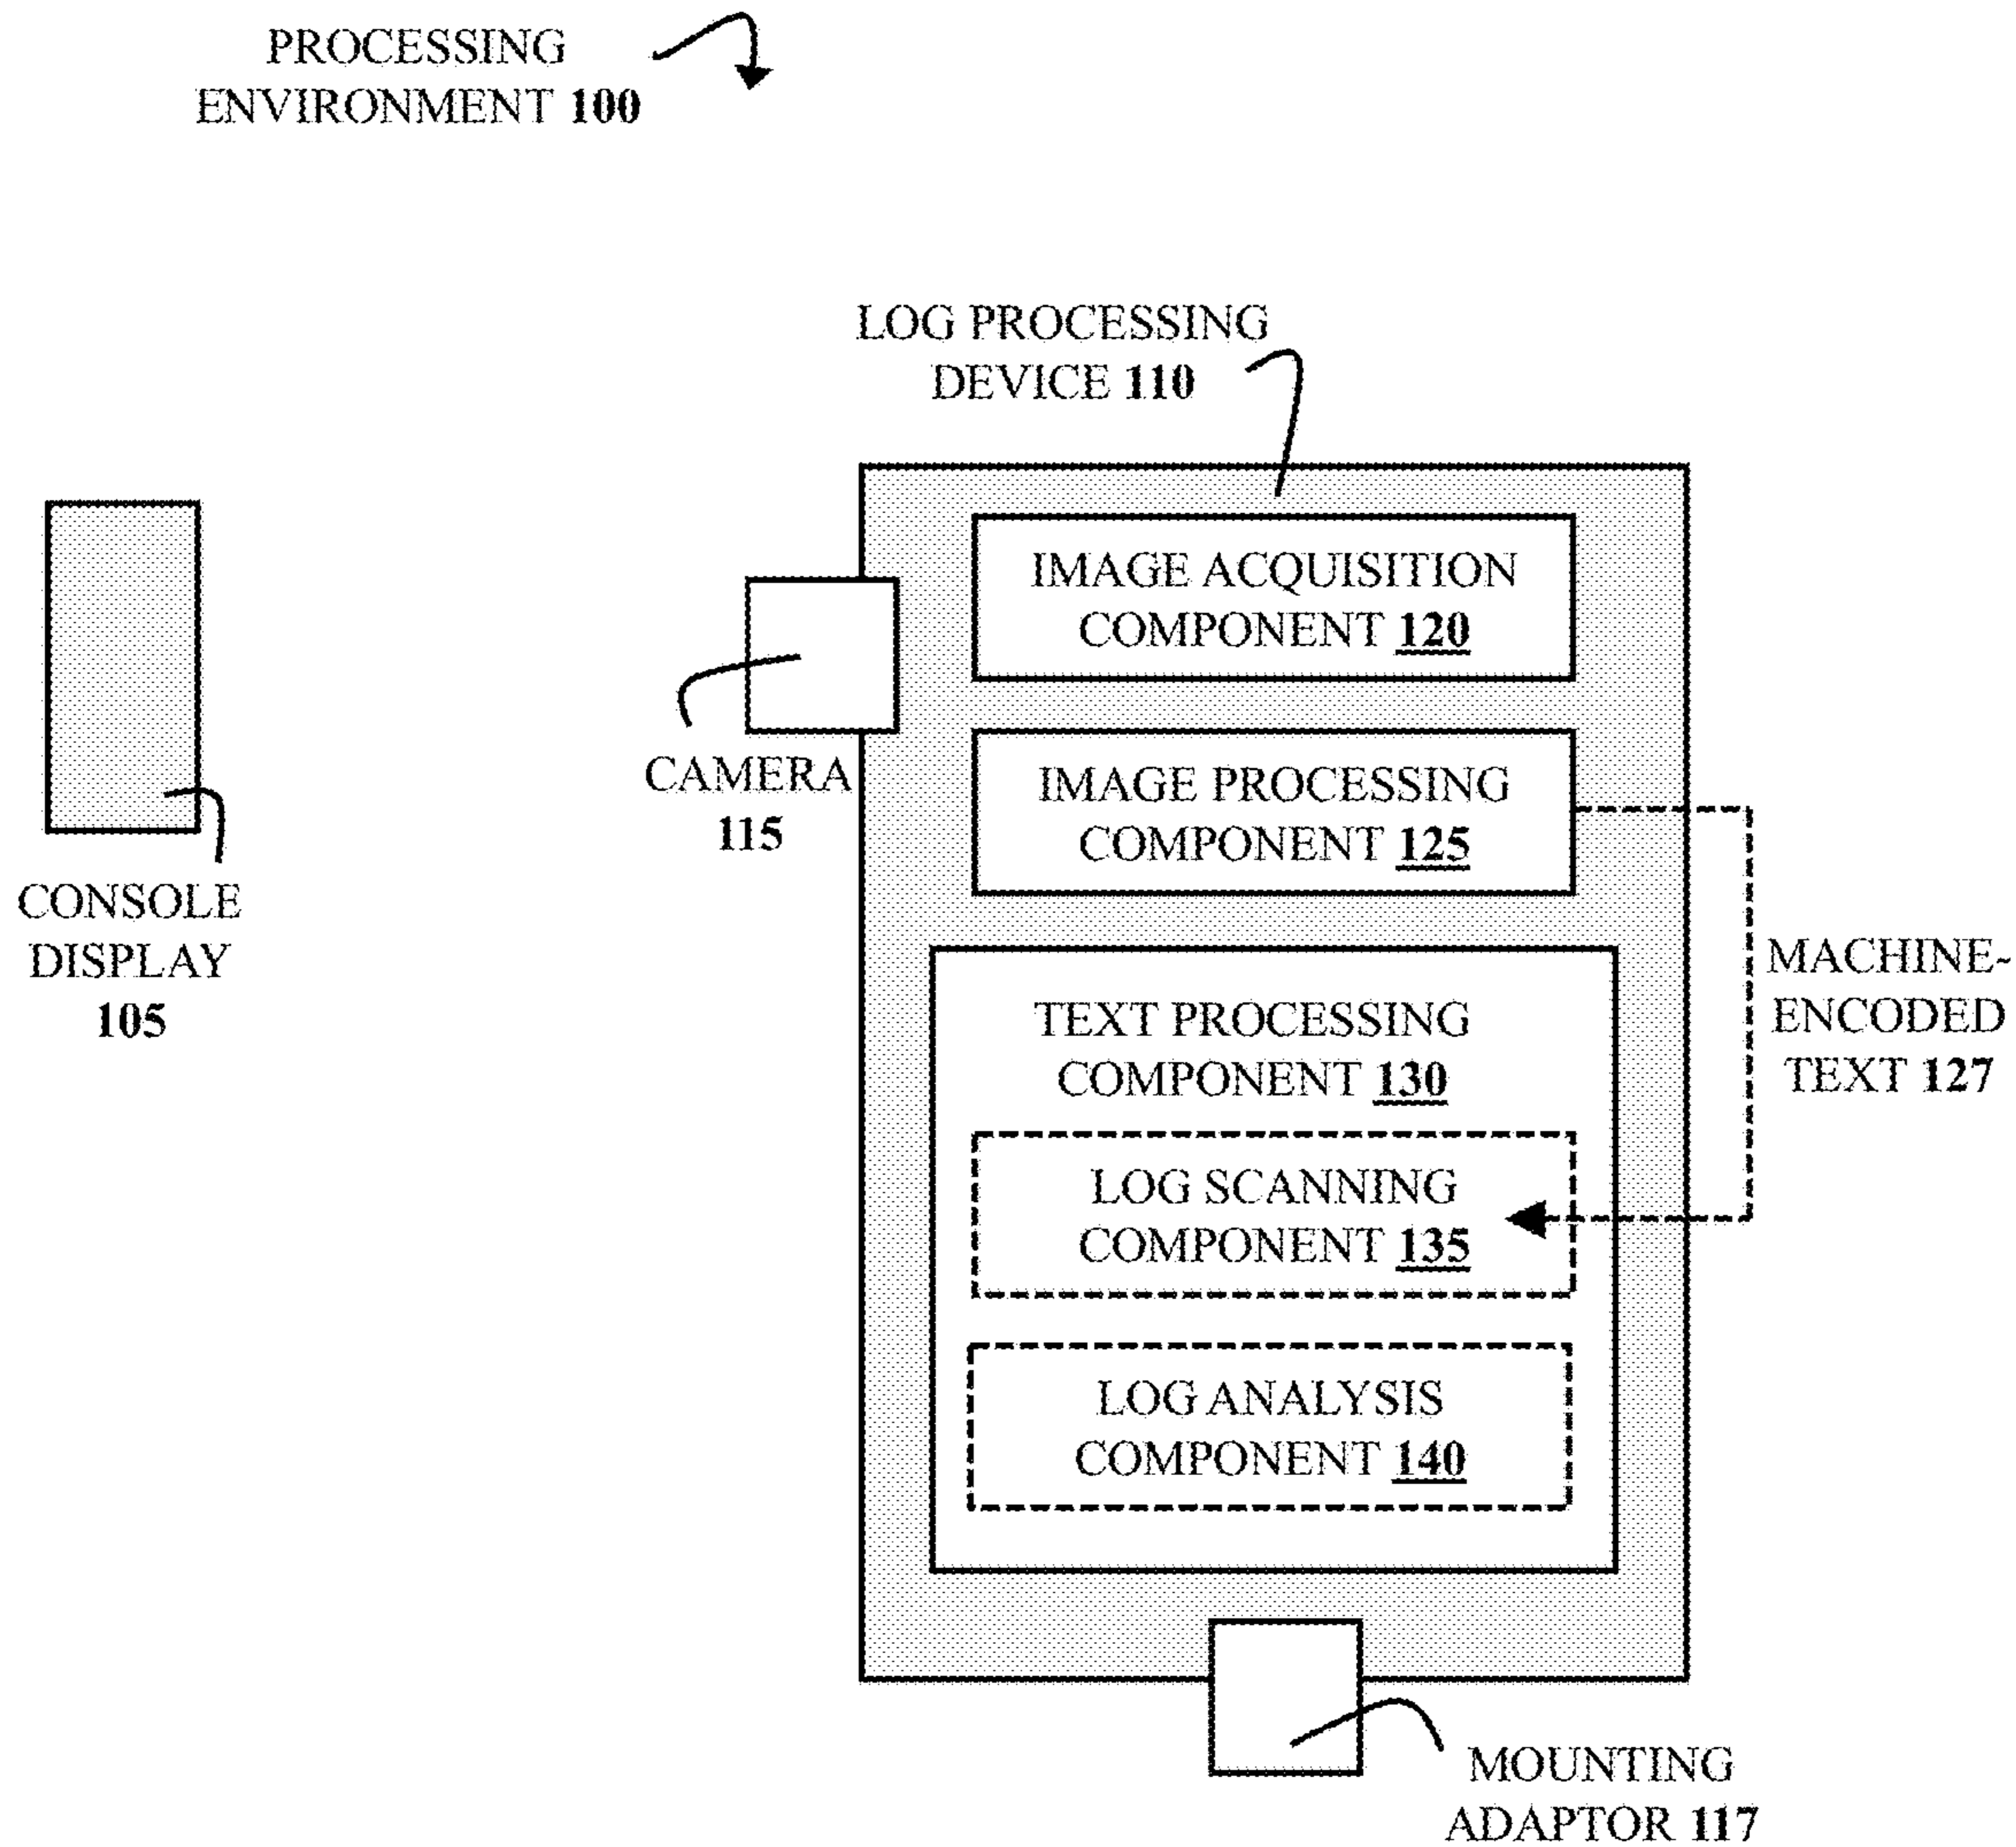 PROCESSING
ENVIRONMENT 100
LOG PROCESSING
DEVICE 110
IMAGE ACQUISITION
COMPONENT 120
CAMERA
115
IMAGE PROCESSING
COMPONENT 125
CONSOLE
DISPLAY
105
MACHINE-
ENCODED
TEXT 127
TEXT PROCESSING
COMPONENT 130
LOG SCANNING
COMPONENT 135
LOG ANALYSIS
COMPONENT 140
MOUNTING
ADAPTOR 117